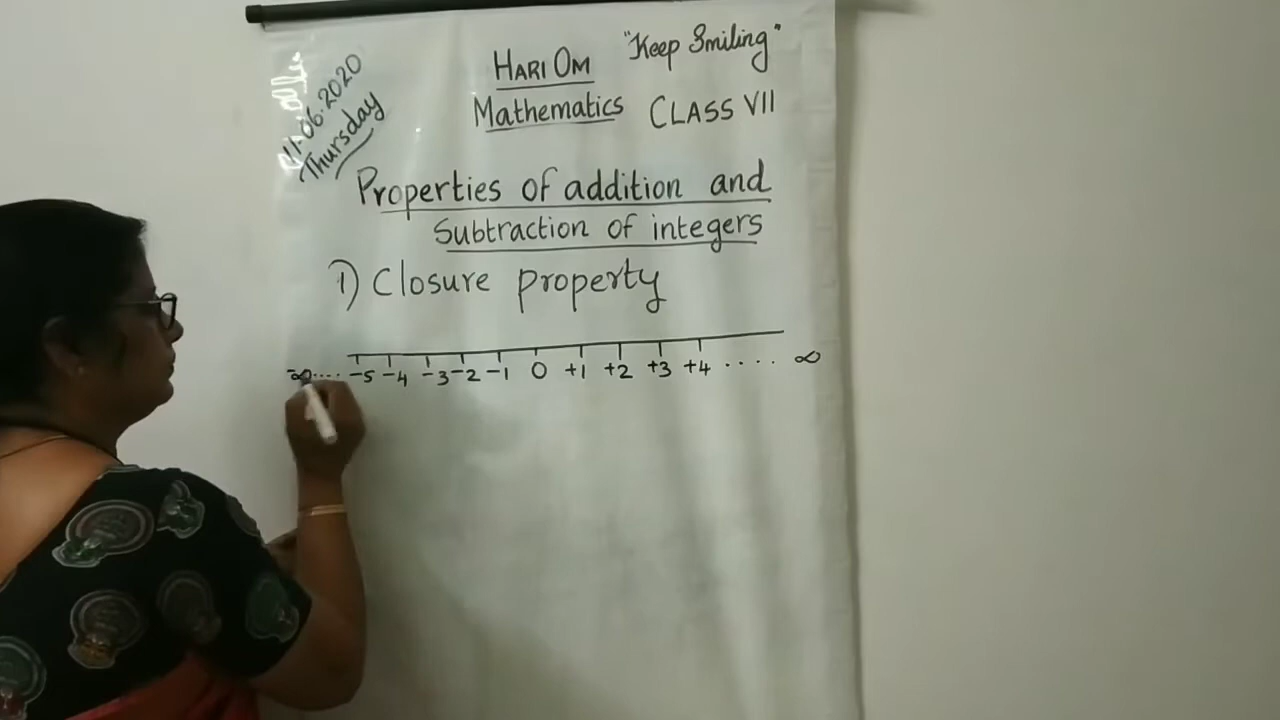 11.06.2020
Thursday
"Keep Smiling"
HARI OM
Mathematics CLASS VII
Properties of addition and
Subtraction of integers
1) Closure property
-∞.... -5 -4 -3 -2 -1 0 +1 +2 +3 +4 .... ∞